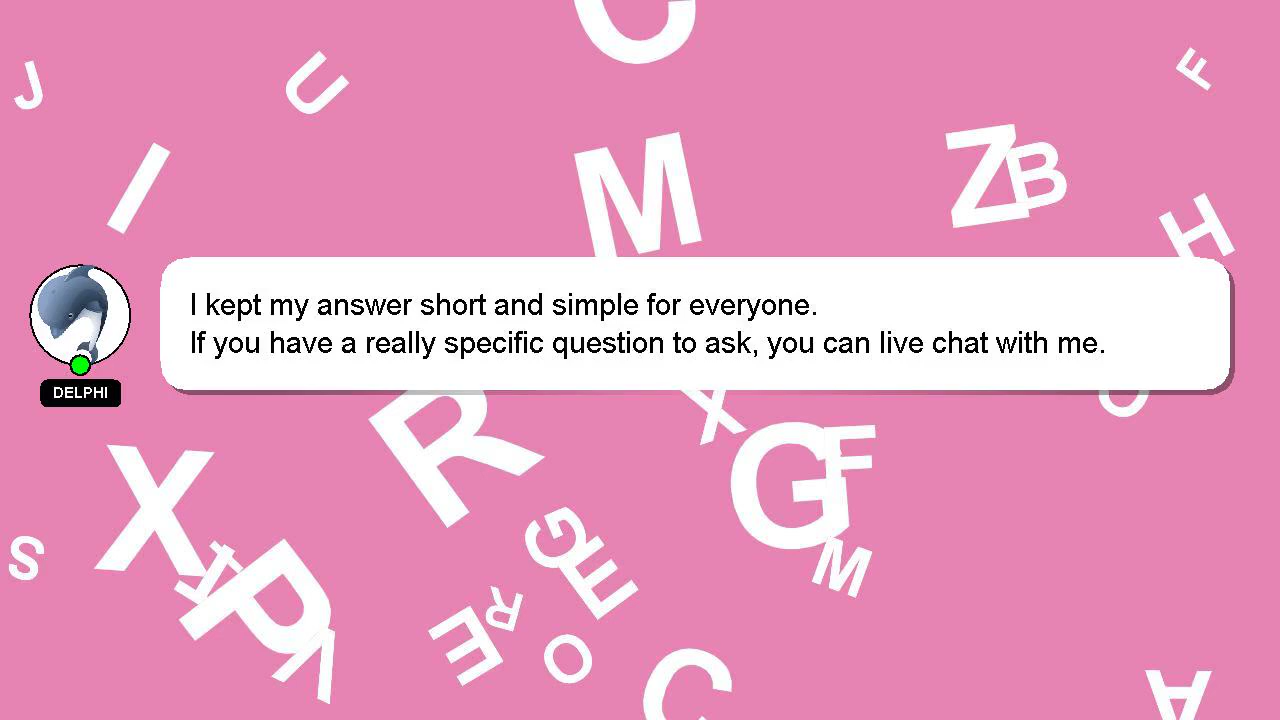 C
J
U
F
I
M
Z
B
H
I kept my answer short and simple for everyone.
If you have a really specific question to ask, you can live chat with me.
DELPHI
R
X
O
G
F
X
G
E
M
S
I
P
V
R
E
O
C
A